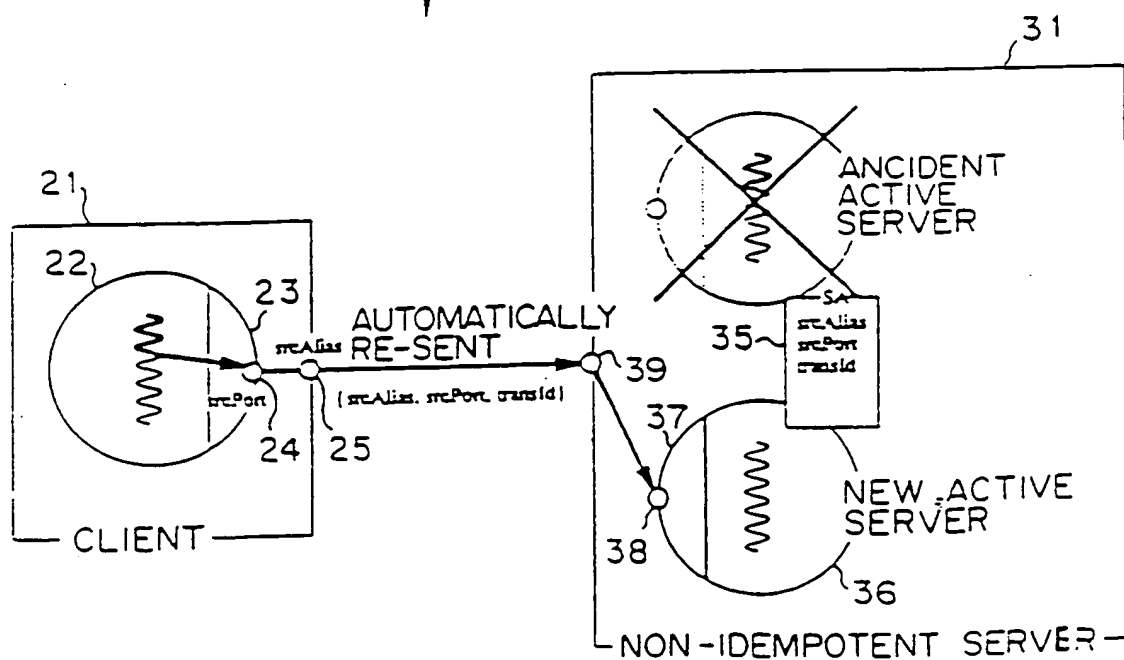 31
ANCIDENT
ACTIVE
SERVER
21
22
23
AUTOMATICALLY
RE-SENT
srcAlias
srcPort
(srcAlias, srcPort, transId)
24
25
39
35
SA
srcAlias
srcPort
transId
37
38
NEW-ACTIVE
SERVER
36
CLIENT
NON-IDEMPOTENT SERVER